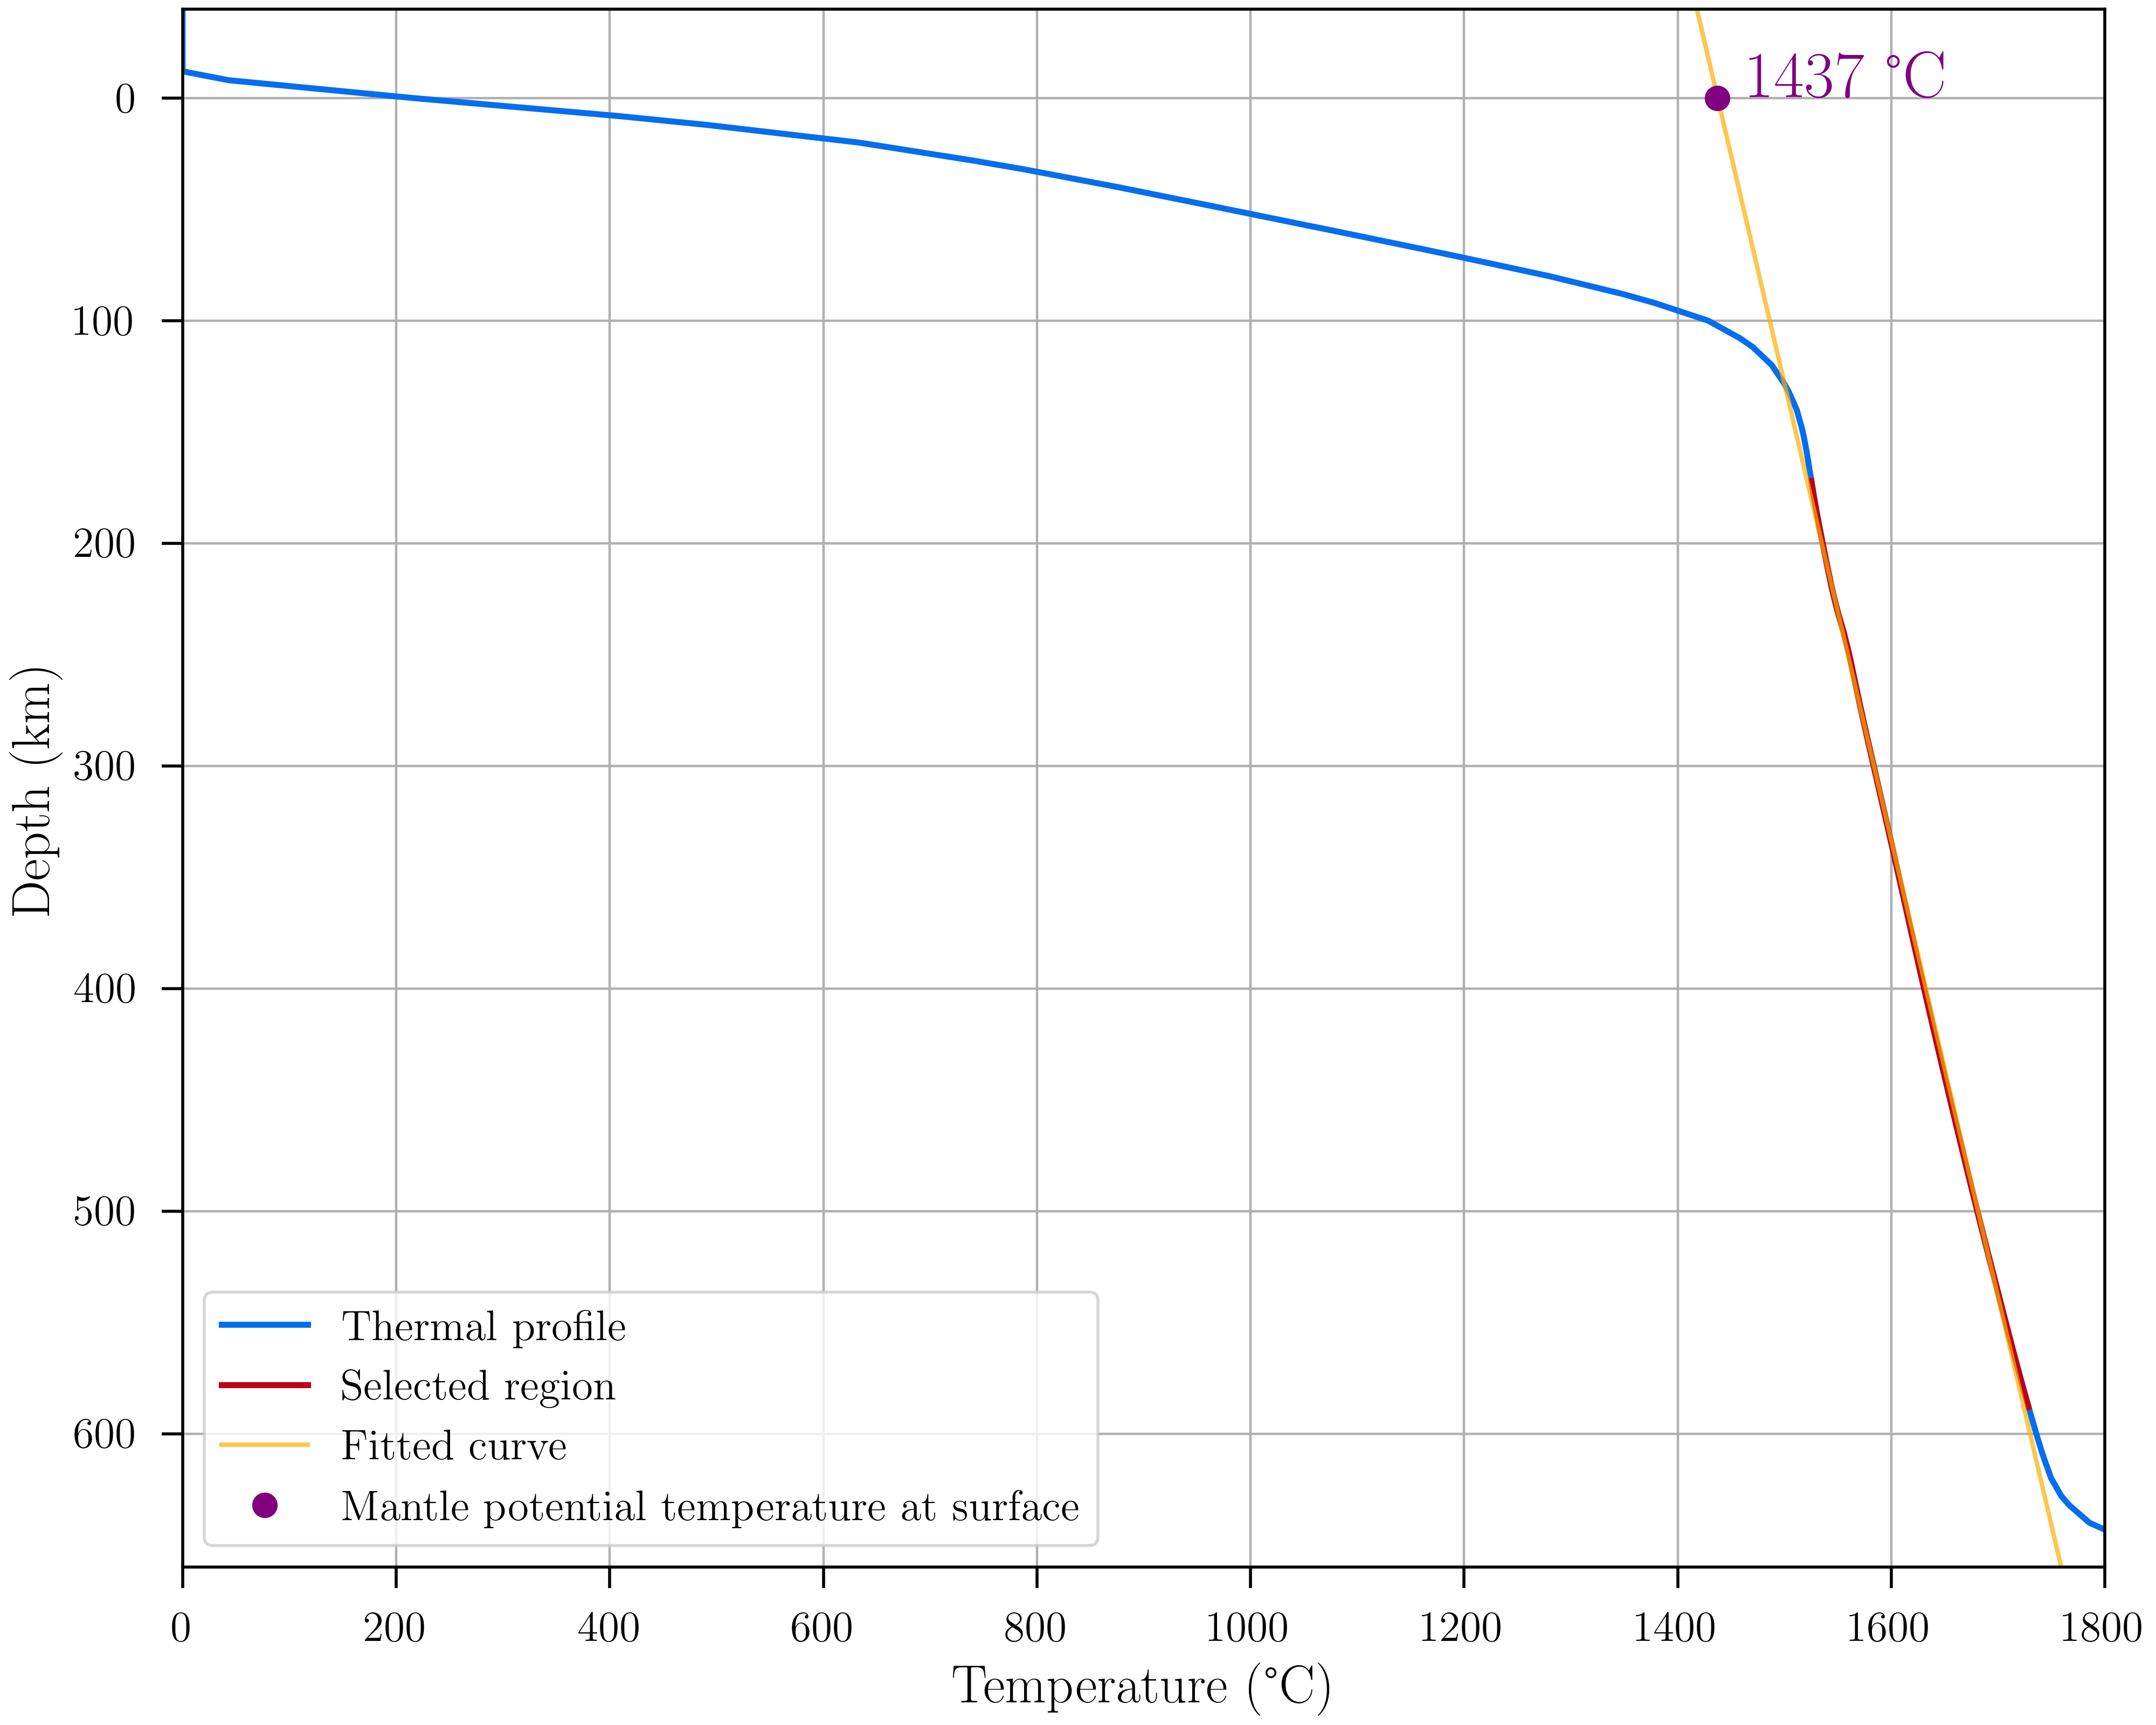 1437 °C
0
100
200
300
400
500
600
Depth (km)
Thermal profile
Selected region
Fitted curve
Mantle potential temperature at surface
0 200 400 600 800 1000 1200 1400 1600 1800
Temperature (°C)